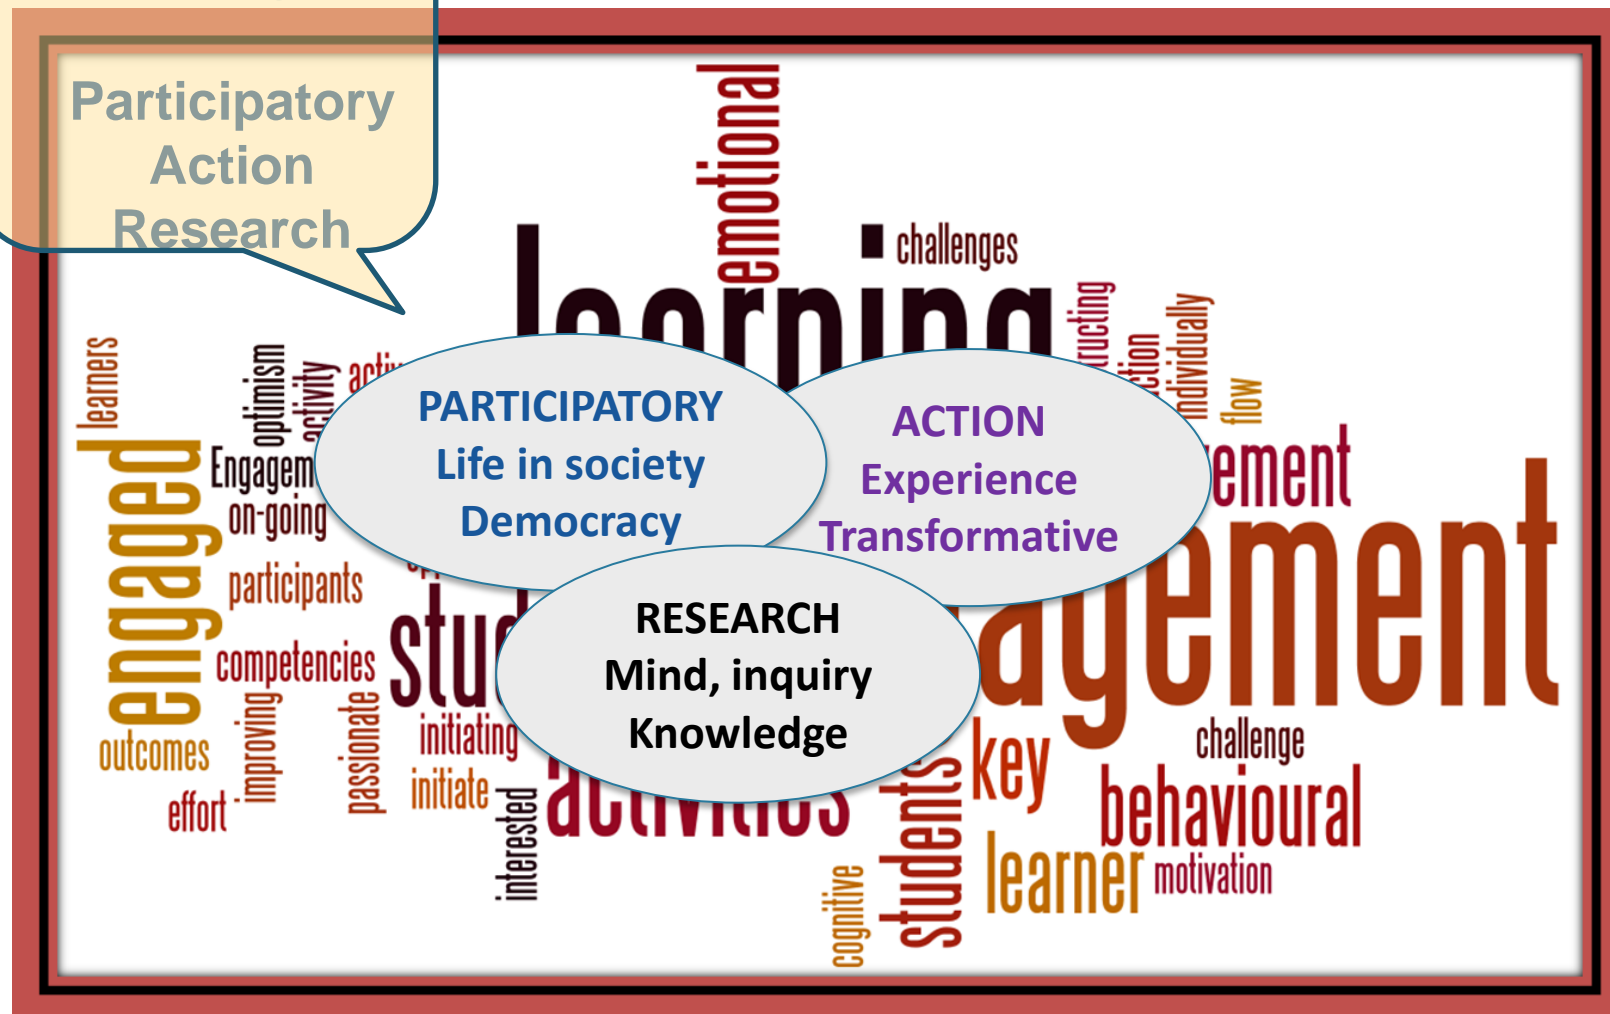 Participatory
Action
Research
emotional
learning
challenges
individually
flow
learners
optimism
activity
PARTICIPATORY
Life in society
Democracy
ACTION
Experience
Transformative
RESEARCH
Mind, inquiry
Knowledge
engaged
on-going
participants
competencies
outcomes
improving
effort
passionate
initiating
initiate
interested
activities
students
key
challenge
behavioural
learner
motivation
cognitive